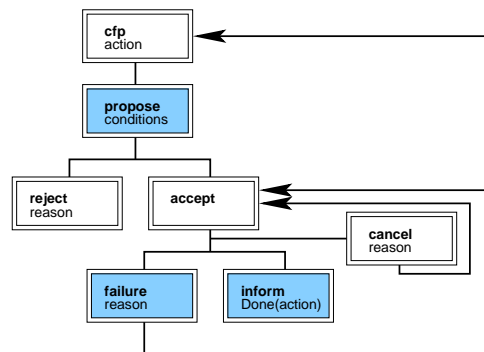 cfp
action
propose
conditions
reject
reason
accept
cancel
reason
failure
reason
inform
Done(action)